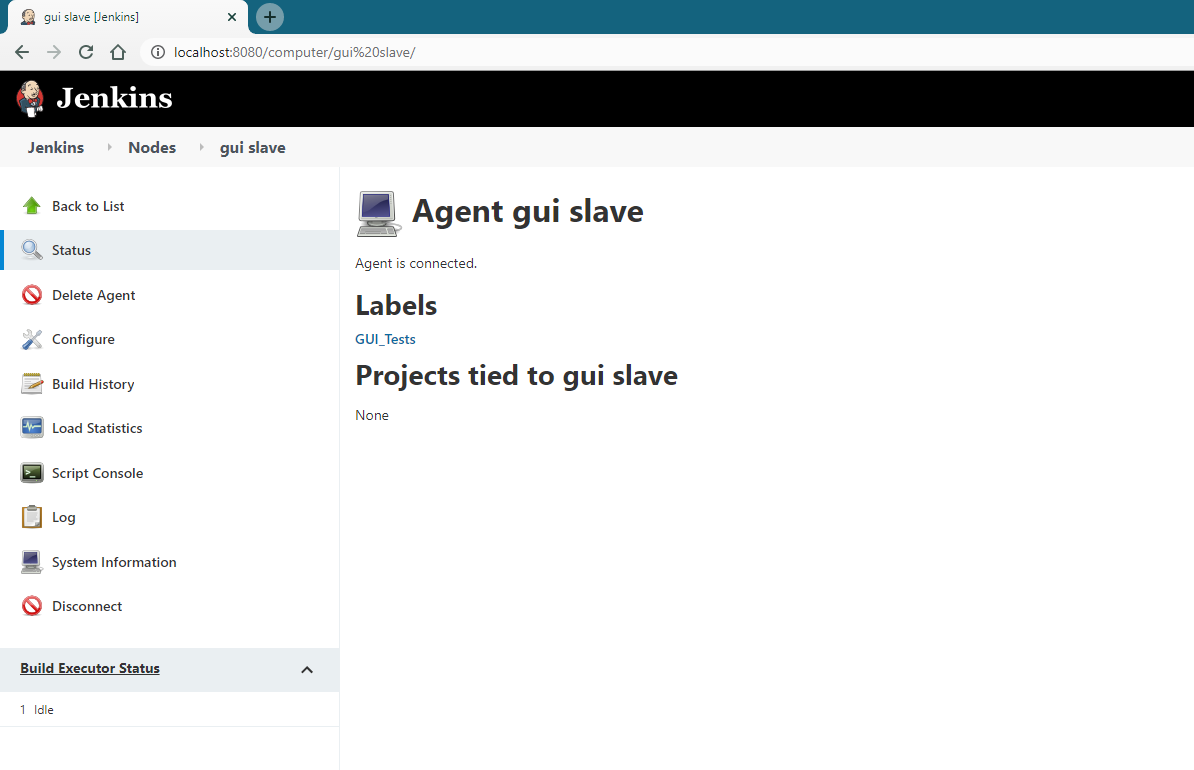 gui slave [Jenkins]
localhost:8080/computer/gui%20slave/
Jenkins
Jenkins Nodes gui slave
Back to List
Status
Delete Agent
Configure
Build History
Load Statistics
Script Console
Log
System Information
Disconnect
Build Executor Status
1 Idle
Agent gui slave
Agent is connected.
Labels
GUI_Tests
Projects tied to gui slave
None